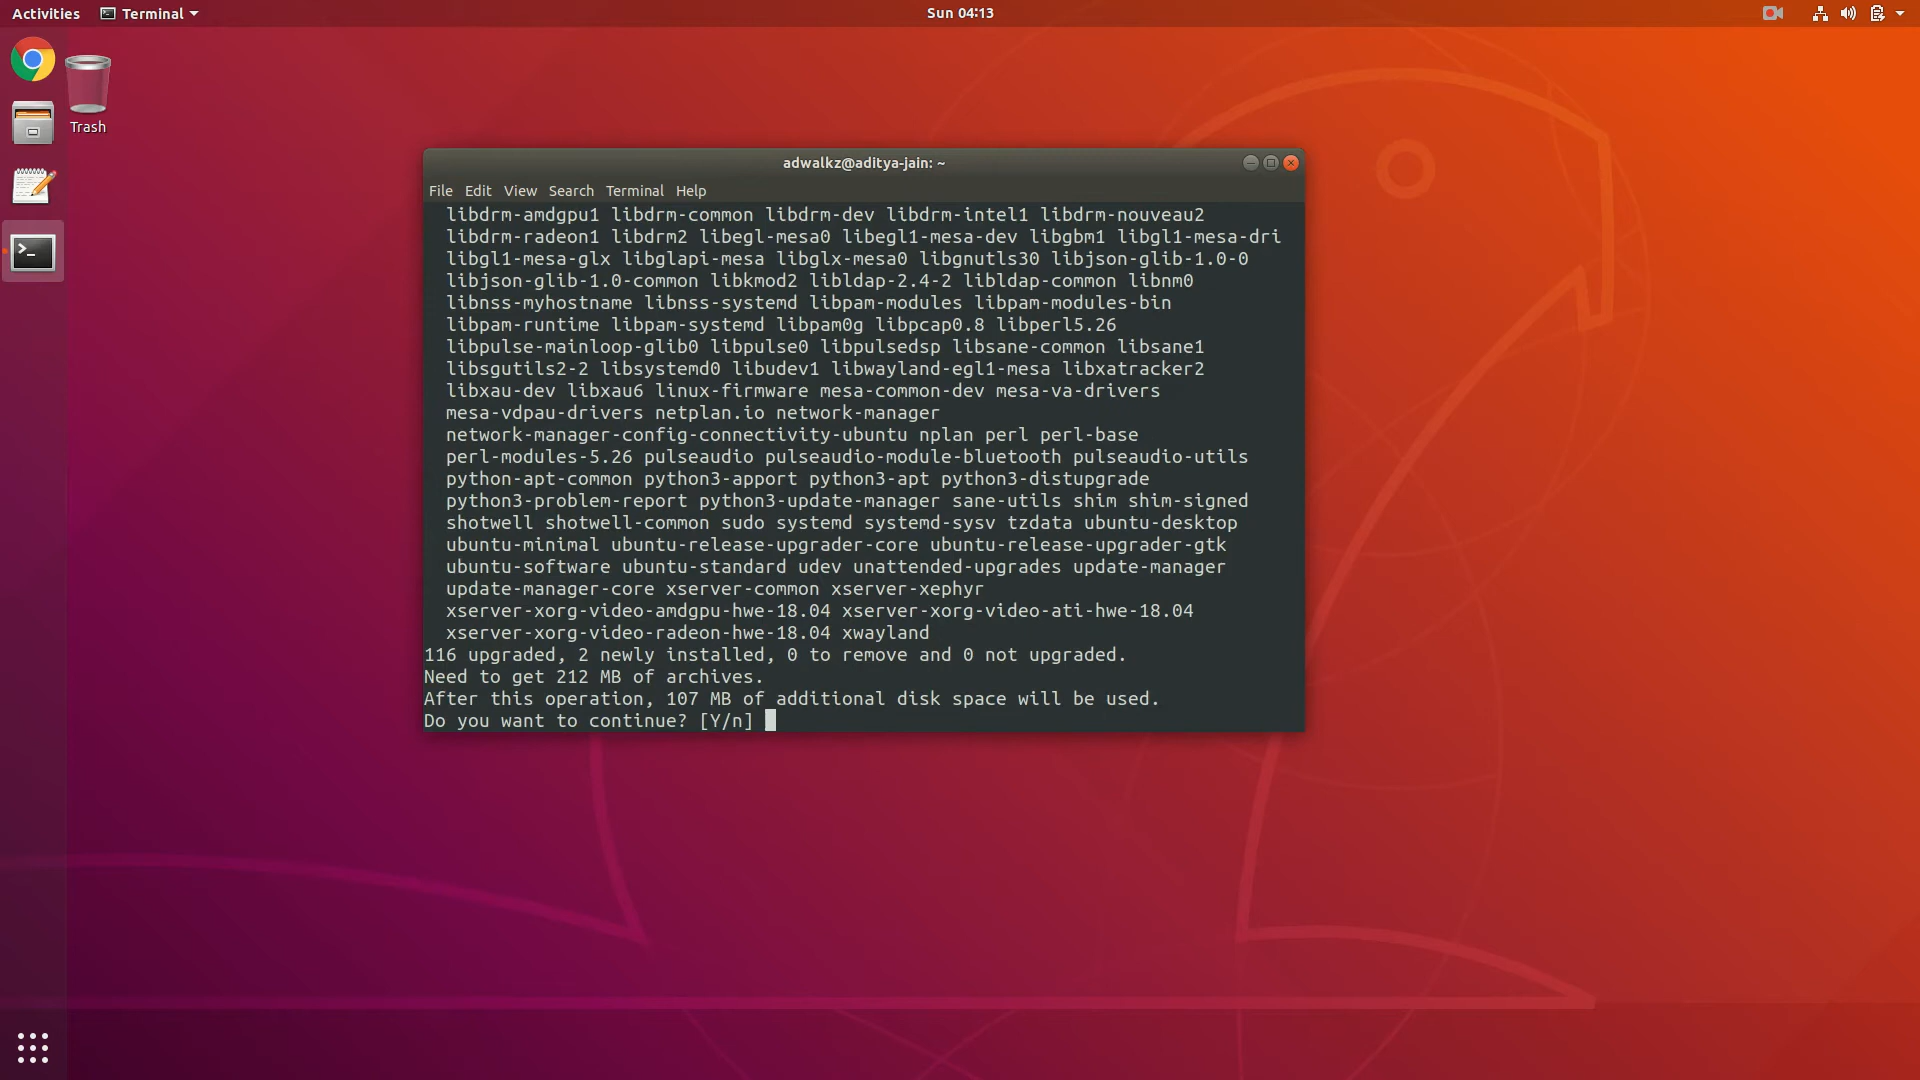 Activities
Terminal
Sun 04:13
Trash
adwalkz@aditya-jain: ~
File Edit View Search Terminal Help
libdrm-amdgpu1 libdrm-common libdrm-dev libdrm-intel1 libdrm-nouveau2
libdrm-radeon1 libdrm2 libegl-mesa0 libegl1-mesa-dev libgbm1 libgl1-mesa-dri
libgl1-mesa-glx libglapi-mesa libglx-mesa0 libgnutls30 libjson-glib-1.0-0
libjson-glib-1.0-common libkmod2 libldap-2.4-2 libldap-common libnm0
libnss-myhostname libnss-systemd libpam-modules libpam-modules-bin
libpam-runtime libpam-systemd libpam0g libpcap0.8 libperl5.26
libpulse-mainloop-glib0 libpulse0 libpulsedsp libsane-common libsane1
libsgutils2-2 libsystemd0 libudev1 libwayland-egl1-mesa libxatracker2
libxau-dev libxau6 linux-firmware mesa-common-dev mesa-va-drivers
mesa-vdpau-drivers netplan.io network-manager
network-manager-config-connectivity-ubuntu nplan perl perl-base
perl-modules-5.26 pulseaudio pulseaudio-module-bluetooth pulseaudio-utils
python-apt-common python3-apport python3-apt python3-distupgrade
python3-problem-report python3-update-manager sane-utils shim shim-signed
shotwell shotwell-common sudo systemd systemd-sysv tzdata ubuntu-desktop
ubuntu-minimal ubuntu-release-upgrader-core ubuntu-release-upgrader-gtk
ubuntu-software ubuntu-standard udev unattended-upgrades update-manager
update-manager-core xserver-common xserver-xephyr
xserver-xorg-video-amdgpu-hwe-18.04 xserver-xorg-video-ati-hwe-18.04
xserver-xorg-video-radeon-hwe-18.04 xwayland
116 upgraded, 2 newly installed, 0 to remove and 0 not upgraded.
Need to get 212 MB of archives.
After this operation, 107 MB of additional disk space will be used.
Do you want to continue? [Y/n]